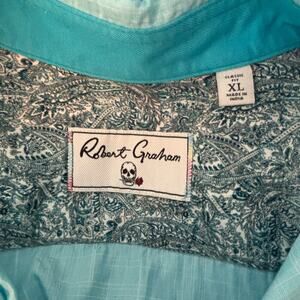 CLASSIC
FIT
XL
MADE IN
INDIA
Robert Graham